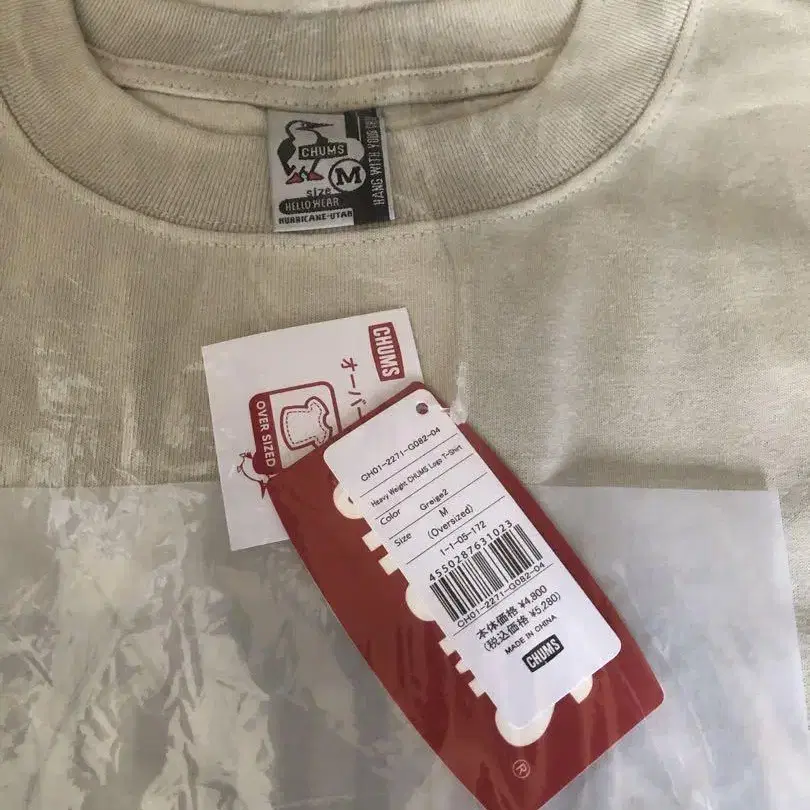 CHUMS
M
size
HELLO WEAR
HURRICANE-UTAH
HANG WITH YOUR
CHUMS
オーバー
OVER SIZED
CH01-2271-G082-04
Heavy Weight CHUMS Logo T-Shirt
Color Greige2
Size M
(Oversized)
1-1-05-172
4550287631023
CH01-2271-G082-04
本体価格 ¥4,800
(税込価格 ¥5,280)
MADE IN CHINA
CHUMS
®